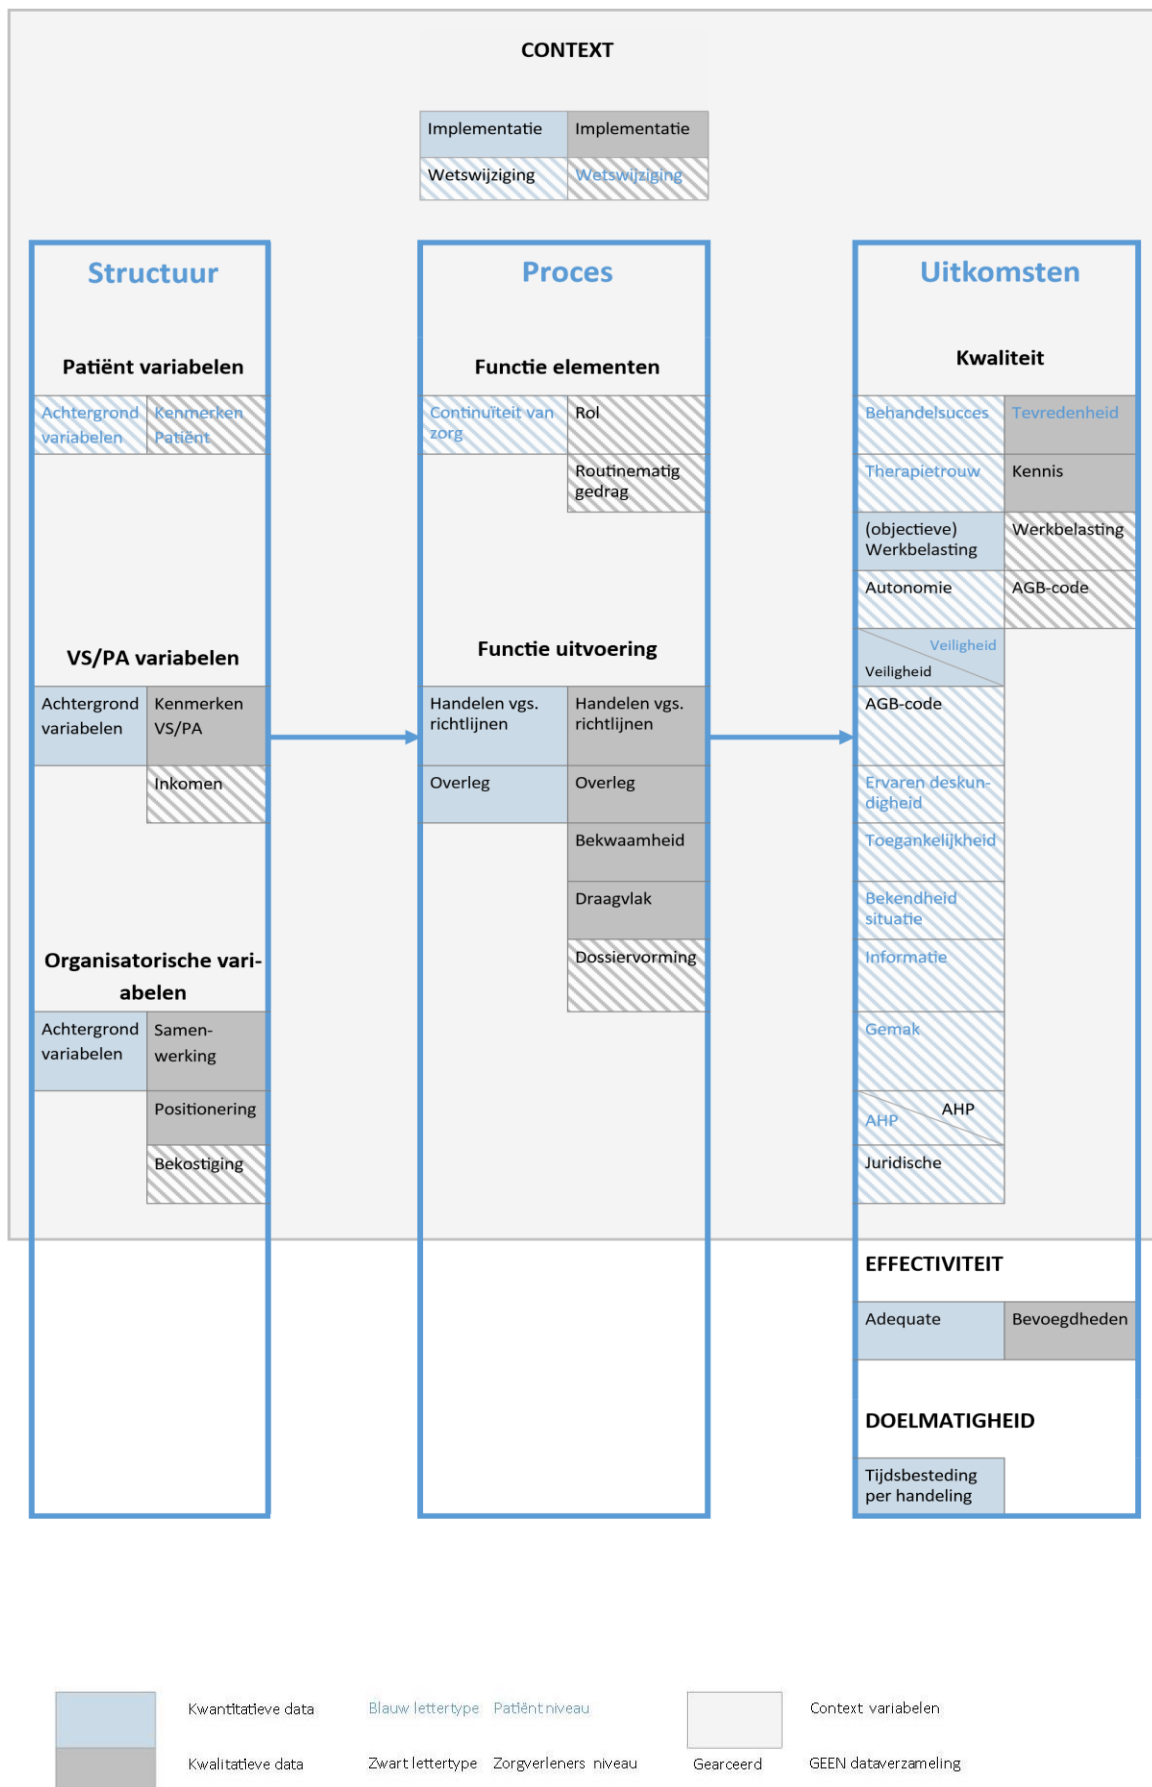 CONTEXT
Implementatie
Implementatie
Wetswijziging
Wetswijziging
Structuur
Patiënt variabelen
Achtergrond
variabelen
Kenmerken
Patiënt
VS/PA variabelen
Achtergrond
variabelen
Kenmerken
VS/PA
Inkomen
Organisatorische vari-
abelen
Achtergrond
variabelen
Samen-
werking
Positionering
Bekostiging
Proces
Functie elementen
Continuïteit van
zorg
Rol
Routinematig
gedrag
Functie uitvoering
Handelen vgs.
richtlijnen
Handelen vgs.
richtlijnen
Overleg
Overleg
Bekwaamheid
Draagvlak
Dossiervorming
Uitkomsten
Kwaliteit
Behandelsucces
Tevredenheid
Therapietrouw
Kennis
(objectieve)
Werkbelasting
Werkbelasting
Autonomie
AGB-code
Veiligheid
Veiligheid
AGB-code
Ervaren deskun-
digheid
Toegankelijkheid
Bekendheid
situatie
Informatie
Gemak
AHP
AHP
Juridische
EFFECTIVITEIT
Adequate
Bevoegdheden
DOELMATIGHEID
Tijdsbesteding
per handeling
Kwantitatieve data
Blauw lettertype
Patiënt niveau
Context variabelen
Kwalitatieve data
Zwart lettertype
Zorgverleners niveau
Gearceerd
GEEN dataverzameling